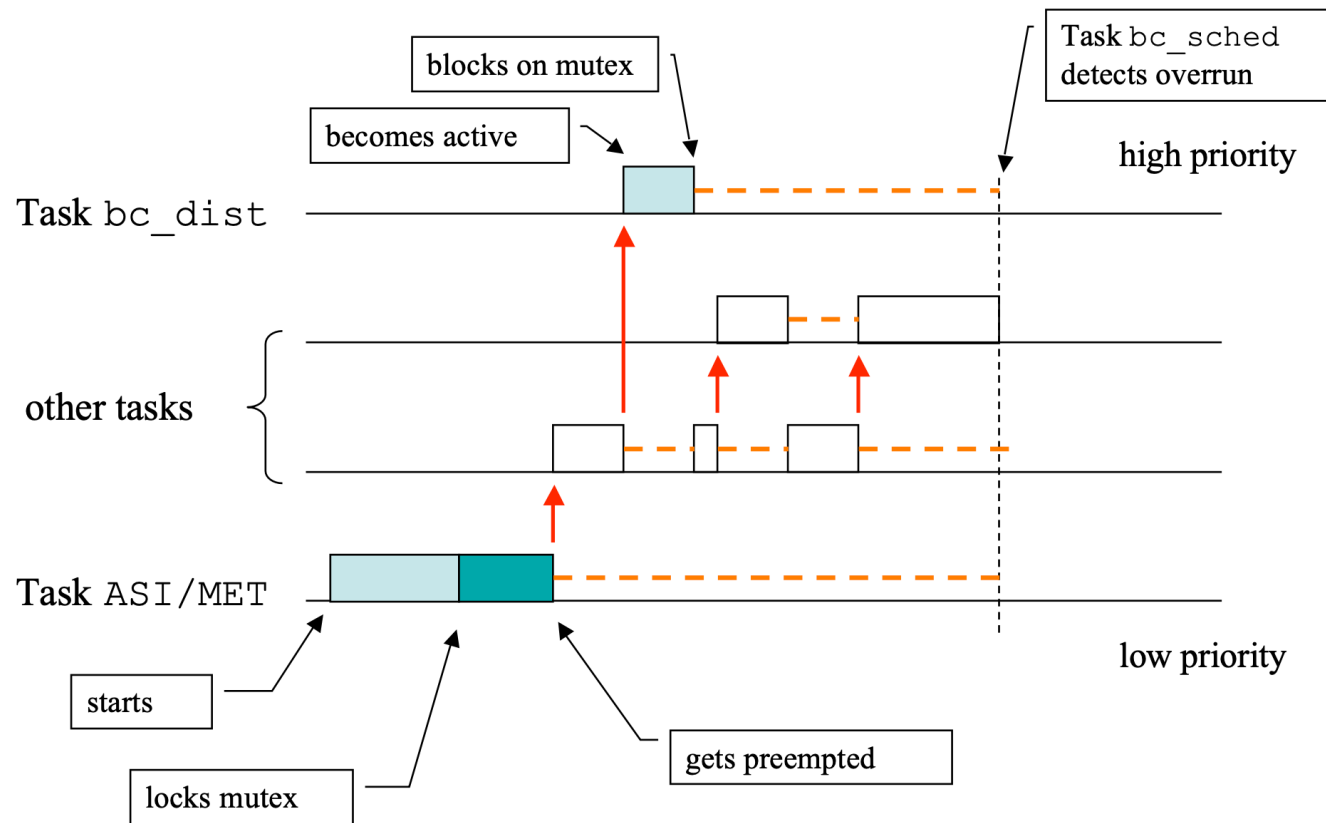 Task bc_sched
detects overrun
blocks on mutex
becomes active
high priority
Task bc_dist
other tasks
Task ASI/MET
low priority
starts
gets preempted
locks mutex